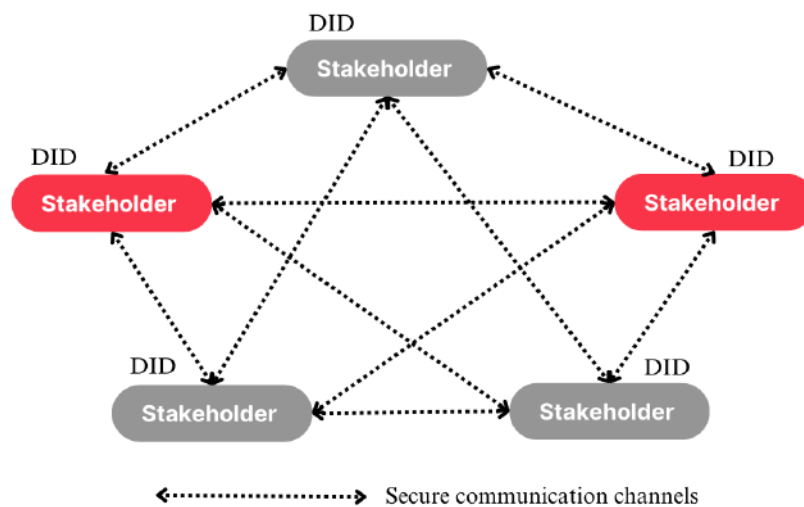 DID
Stakeholder
DID
Stakeholder
DID
Stakeholder
DID
Stakeholder
DID
Stakeholder
Secure communication channels